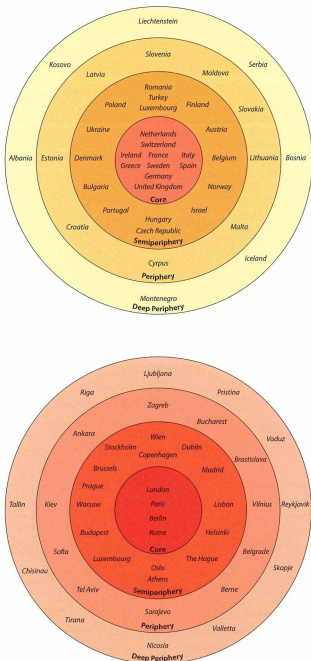 Liechtenstein
Kosovo
Slovenia
Serbia
Latvia
Moldova
Romania
Turkey
Luxembourg
Poland
Finland
Slovakia
Ukraine
Netherlands
Switzerland
Austria
Albania
Estonia
Denmark
Ireland France Italy
Greece Sweden Spain
Germany
United Kingdom
Core
Belgium
Lithuania
Bosnia
Bulgaria
Norway
Portugal
Hungary
Czech Republic
Israel
Semiperiphery
Croatia
Malta
Cyrpus
Periphery
Iceland
Montenegro
Deep Periphery
Ljubljana
Riga
Pristina
Zagreb
Bucharest
Ankara
Wien
Vaduz
Stockholm
Copenhagen
Dublin
Brastislava
Brussels
Madrid
Prague
London
Paris
Berlin
Rome
Core
Tallin
Kiev
Warsaw
Lisbon
Vilnius
Reykjavik
Budapest
Helsinki
Sofia
Luxembourg
The Hague
Belgrade
Oslo
Athens
Semiperiphery
Chisinau
Skopje
Tel Aviv
Berne
Sarajevo
Periphery
Tirana
Valletta
Nicosia
Deep Periphery